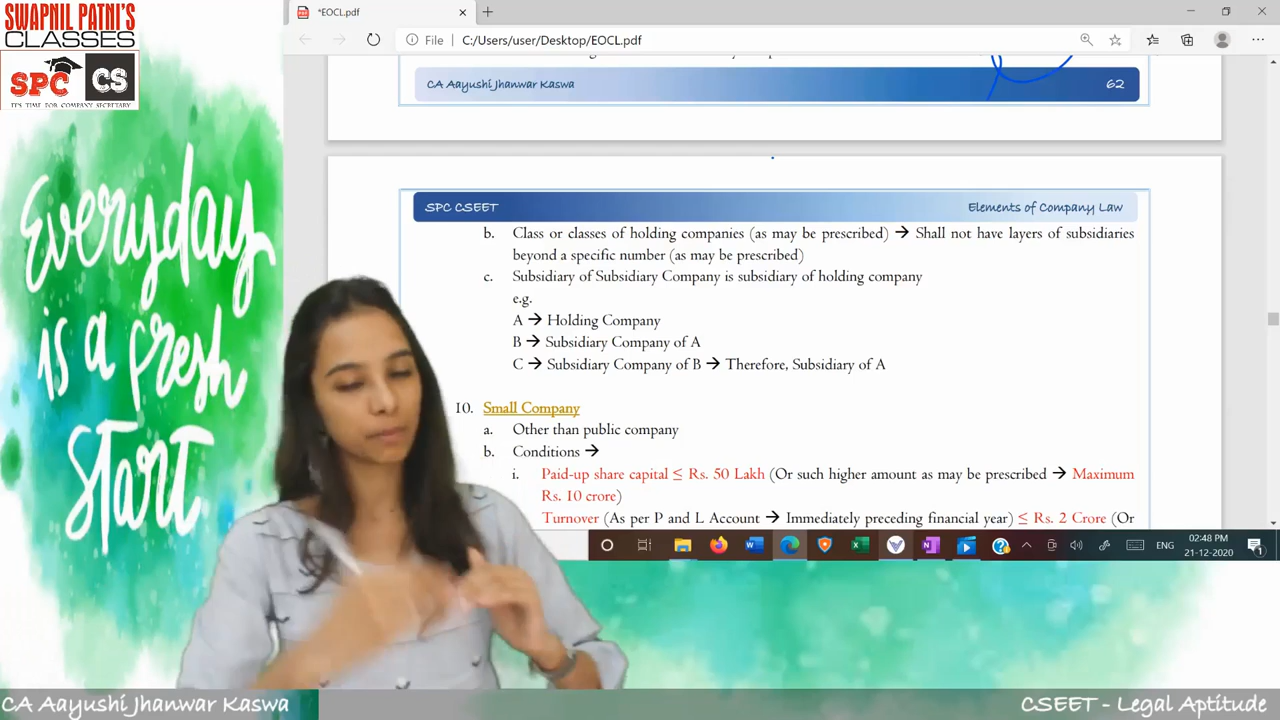 SWAPNIL PATNI'S
CLASSES
SPC CS
IT'S TIME FOR COMPANY SECRETARY
Everyday
is a fresh
start
*EOCL.pdf
File C:/Users/user/Desktop/EOCL.pdf
CA Aayushi Jhanwar Kaswa 62
SPC CSEET Elements of Company Law
b. Class or classes of holding companies (as may be prescribed) → Shall not have layers of subsidiaries
beyond a specific number (as may be prescribed)
c. Subsidiary of Subsidiary Company is subsidiary of holding company
e.g.
A → Holding Company
B → Subsidiary Company of A
C → Subsidiary Company of B → Therefore, Subsidiary of A
10. Small Company
a. Other than public company
b. Conditions →
i. Paid-up share capital ≤ Rs. 50 Lakh (Or such higher amount as may be prescribed → Maximum
Rs. 10 crore)
Turnover (As per P and L Account → Immediately preceding financial year) ≤ Rs. 2 Crore (Or
ENG
02:48 PM
21-12-2020
CA Aayushi Jhanwar Kaswa
CSEET - Legal Aptitude